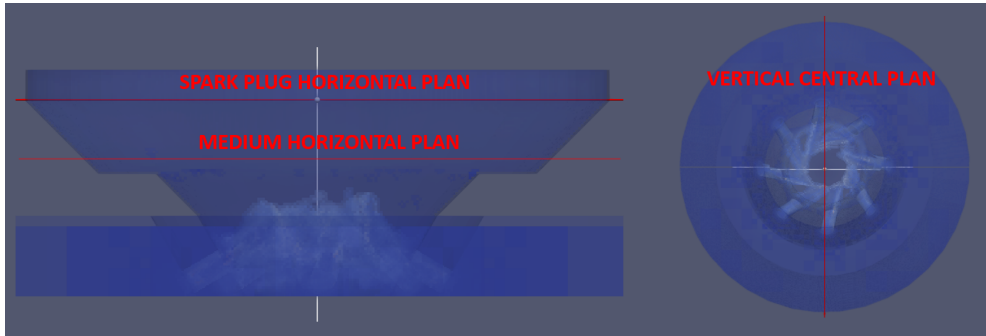 SPARK PLUG HORIZONTAL PLAN
MEDIUM HORIZONTAL PLAN
VERTICAL CENTRAL PLAN